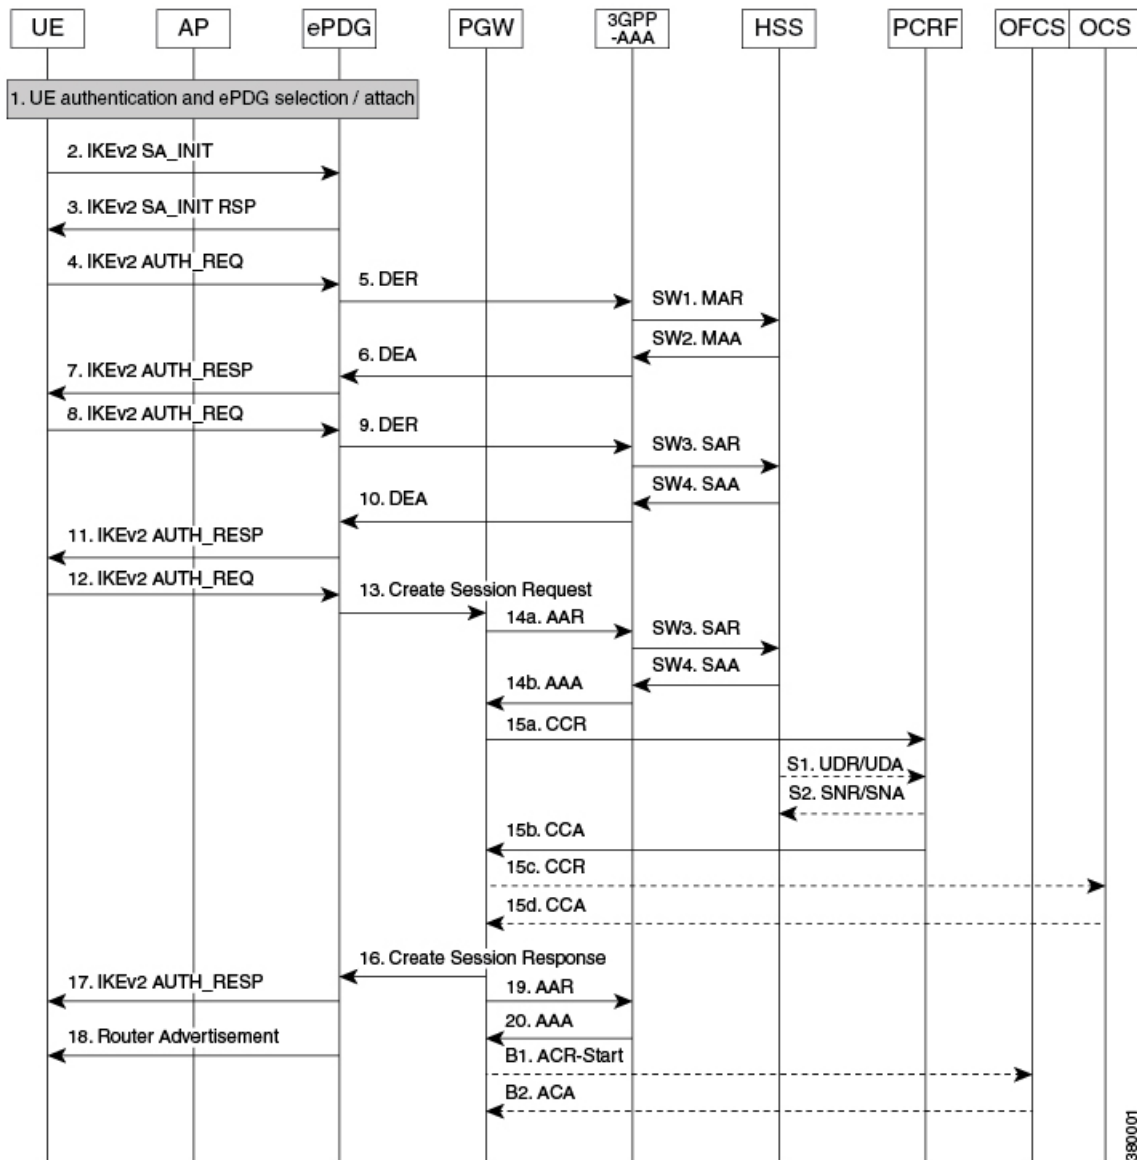 UE
AP
ePDG
PGW
3GPP
-AAA
HSS
PCRF
OFCS
OCS
1. UE authentication and ePDG selection / attach
2. IKEv2 SA_INIT
3. IKEv2 SA_INIT RSP
4. IKEv2 AUTH_REQ
5. DER
SW1. MAR
SW2. MAA
6. DEA
7. IKEv2 AUTH_RESP
8. IKEv2 AUTH_REQ
9. DER
SW3. SAR
SW4. SAA
10. DEA
11. IKEv2 AUTH_RESP
12. IKEv2 AUTH_REQ
13. Create Session Request
14a. AAR
SW3. SAR
SW4. SAA
14b. AAA
15a. CCR
S1. UDR/UDA
S2. SNR/SNA
15b. CCA
15c. CCR
15d. CCA
16. Create Session Response
17. IKEv2 AUTH_RESP
19. AAR
20. AAA
18. Router Advertisement
B1. ACR-Start
B2. ACA
380001